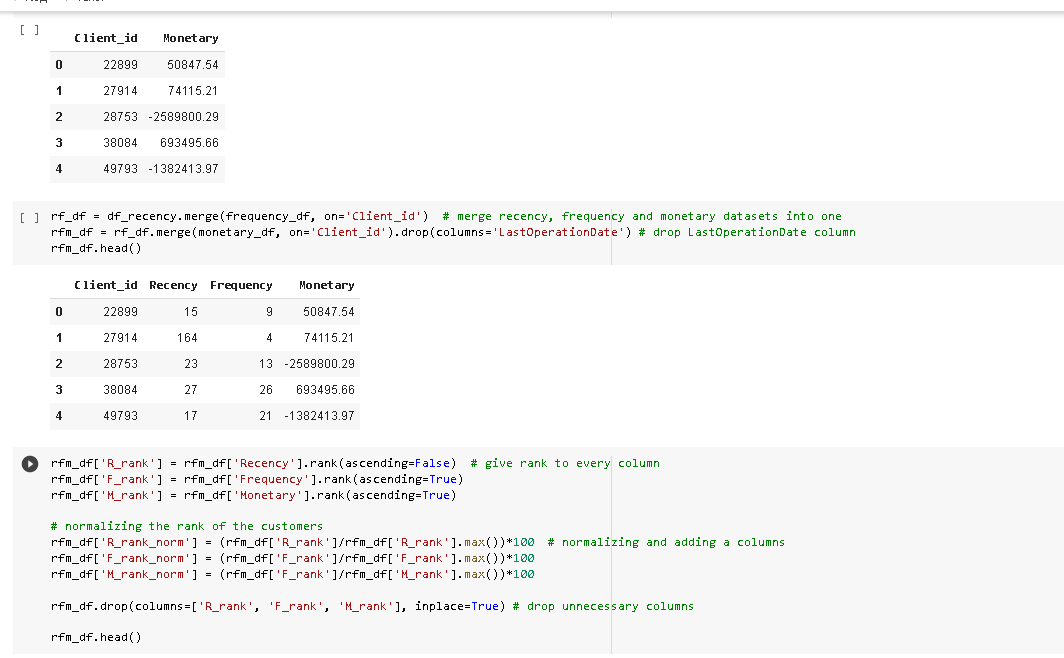 [ ]
Client_id Monetary
0 22899 50847.54
1 27914 74115.21
2 28753 -2589800.29
3 38084 693495.66
4 49793 -1382413.97
[ ] rf_df = df_recency.merge(frequency_df, on='Client_id')  # merge recency, frequency and monetary datasets into one
rfm_df = rf_df.merge(monetary_df, on='Client_id').drop(columns='LastOperationDate') # drop LastOperationDate column
rfm_df.head()
Client_id Recency Frequency Monetary
0 22899 15 9 50847.54
1 27914 164 4 74115.21
2 28753 23 13 -2589800.29
3 38084 27 26 693495.66
4 49793 17 21 -1382413.97
rfm_df['R_rank'] = rfm_df['Recency'].rank(ascending=False)  # give rank to every column
rfm_df['F_rank'] = rfm_df['Frequency'].rank(ascending=True)
rfm_df['M_rank'] = rfm_df['Monetary'].rank(ascending=True)
# normalizing the rank of the customers
rfm_df['R_rank_norm'] = (rfm_df['R_rank']/rfm_df['R_rank'].max())*100  # normalizing and adding a columns
rfm_df['F_rank_norm'] = (rfm_df['F_rank']/rfm_df['F_rank'].max())*100
rfm_df['M_rank_norm'] = (rfm_df['F_rank']/rfm_df['M_rank'].max())*100
rfm_df.drop(columns=['R_rank', 'F_rank', 'M_rank'], inplace=True) # drop unnecessary columns
rfm_df.head()